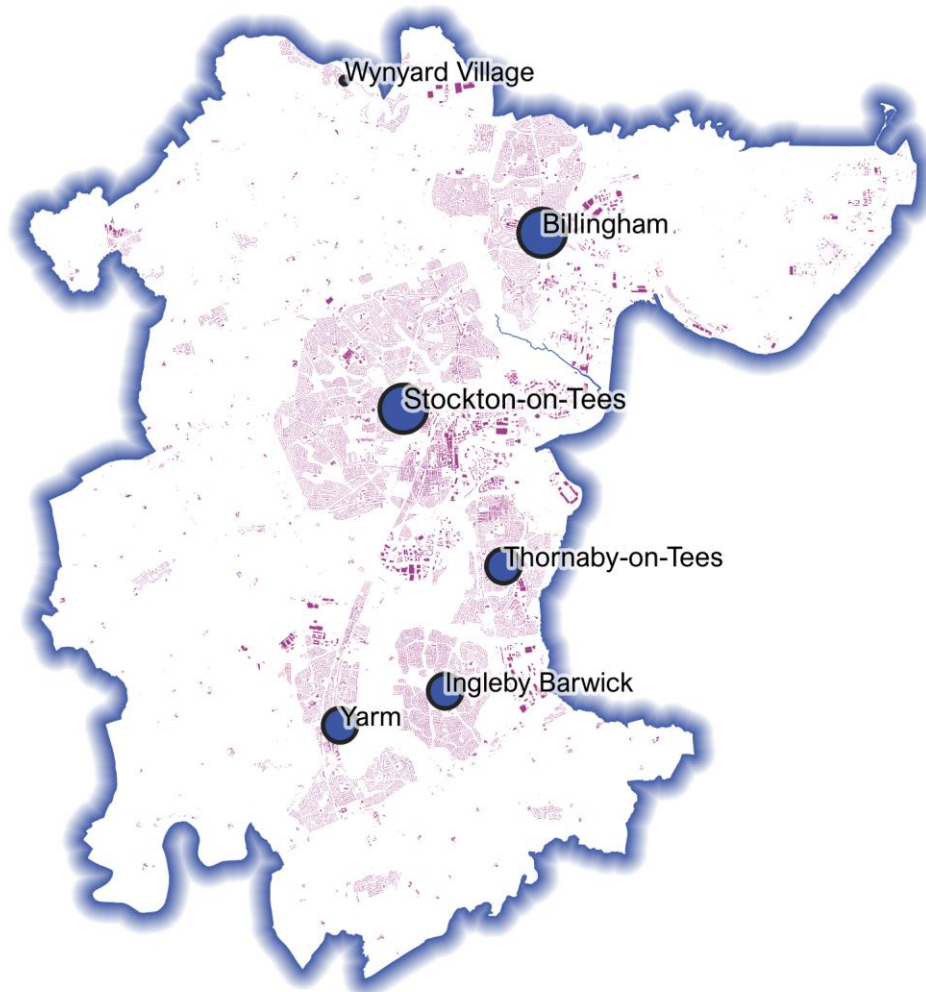 Wynyard Village
Billingham
Stockton-on-Tees
Thornaby-on-Tees
Ingleby Barwick
Yarm